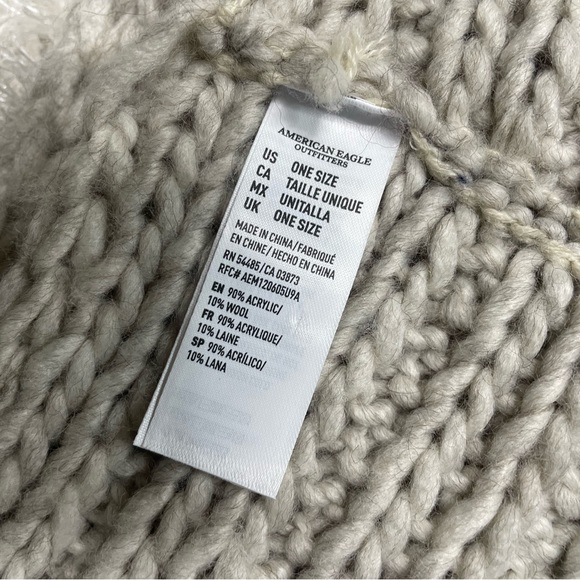 AMERICAN EAGLE
OUTFITTERS
US ONE SIZE
CA TAILLE UNIQUE
MX UNITALLA
UK ONE SIZE
MADE IN CHINA/FABRIQUÉ
EN CHINE/ HECHO EN CHINA
RN 54485/CA 03873
RFC# AEM120605U9A
EN 90% ACRYLIC/
10% WOOL
FR 90% ACRYLIQUE/
10% LAINE
SP 90% ACRÍLICO/
10% LANA